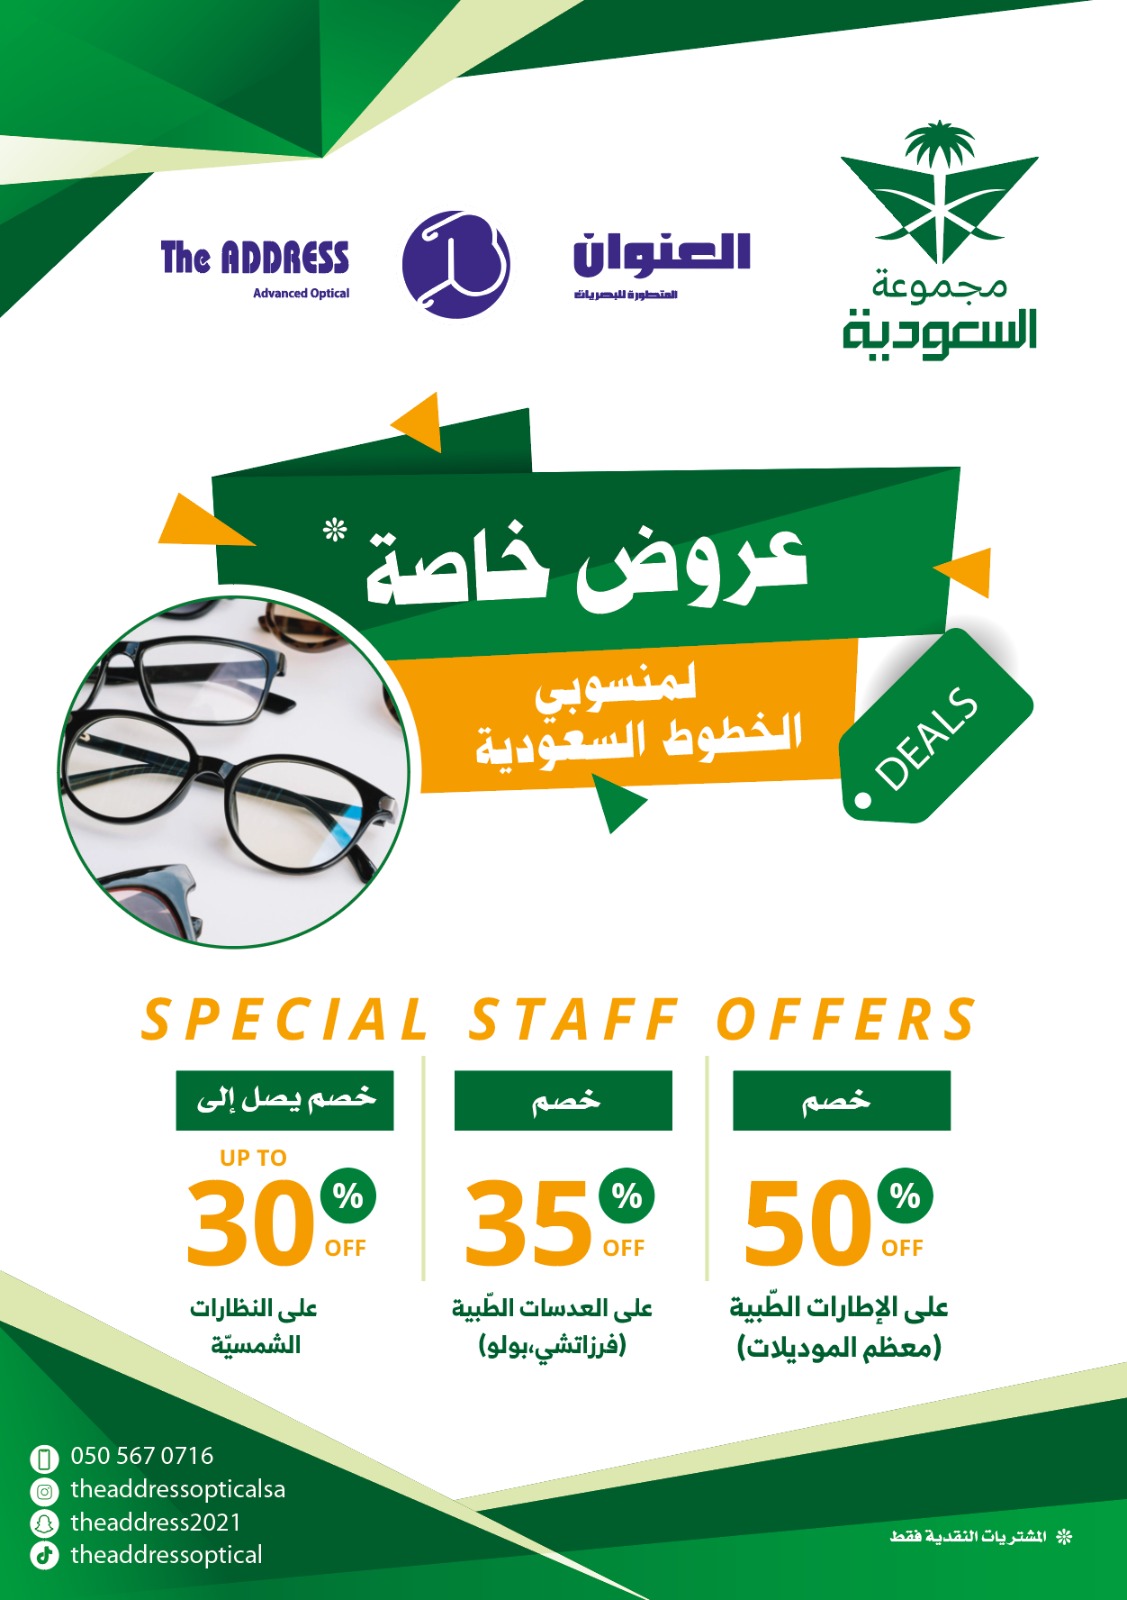 The ADDRESS
Advanced Optical
العنوان
المتطورة للبصريات
مجموعة
السعودية
عروض خاصة *
لمنسوبي
الخطوط السعودية
DEALS
SPECIAL STAFF OFFERS
خصم
50 %
OFF
على الإطارات الطّبية
(معظم الموديلات)
خصم
35 %
OFF
على العدسات الطّبية
(فرزاتشي،بولو)
خصم يصل إلى
UP TO
30 %
OFF
على النظارات
الشمسيّة
050 567 0716
theaddressopticalsa
theaddress2021
theaddressoptical
* المشتريات النقدية فقط